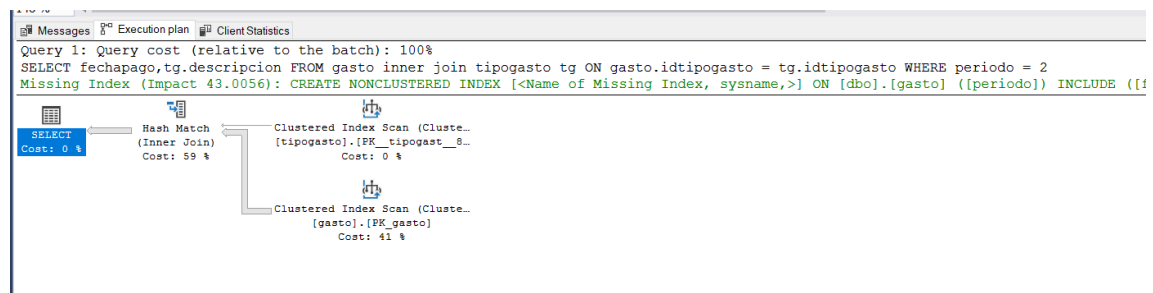 Messages Execution plan Client Statistics
Query 1: Query cost (relative to the batch): 100%
SELECT fechapago,tg.descripcion FROM gasto inner join tipogasto tg ON gasto.idtipogasto = tg.idtipogasto WHERE periodo = 2
Missing Index (Impact 43.0056): CREATE NONCLUSTERED INDEX [<Name of Missing Index, sysname,>] ON [dbo].[gasto] ([periodo]) INCLUDE ([f
SELECT
Cost: 0 %
Hash Match
(Inner Join)
Cost: 59 %
Clustered Index Scan (Cluste…
[tipogasto].[PK__tipogast__8…
Cost: 0 %
Clustered Index Scan (Cluste…
[gasto].[PK_gasto]
Cost: 41 %